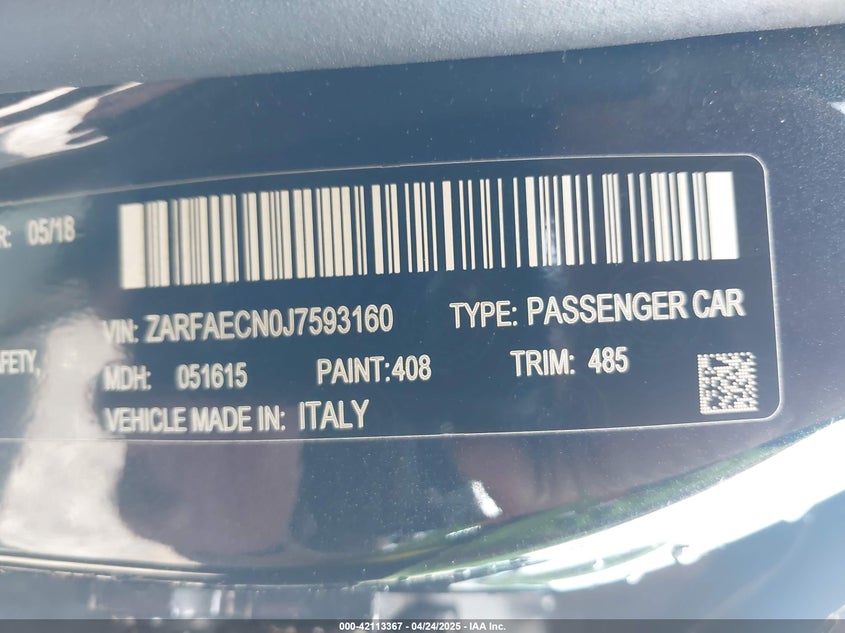 R: 05/18
VIN: ZARFAECN0J7593160 TYPE: PASSENGER CAR
AFETY,
MDH: 051615 PAINT:408 TRIM: 485
VEHICLE MADE IN: ITALY
000-42113367 - 04/24/2025 - IAA Inc.